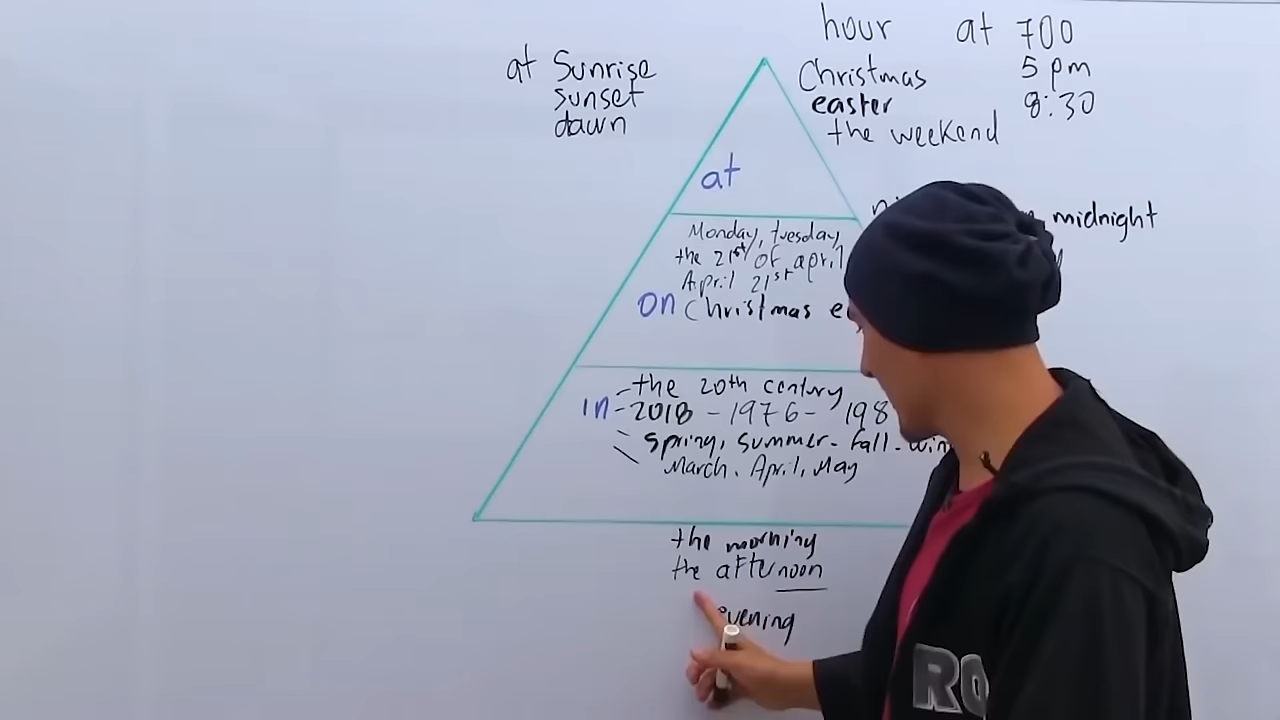 hour at 700
at Sunrise Christmas 5 pm
sunset easter 8:30
dawn the weekend
at
midnight
Monday, tuesday,
the 21st of april
April 21st
on Christmas
the 20th century
in - 2018 - 1976 - 198
spring, summer - fall - win
March. April, May
the morning
the afternoon
evening
RO